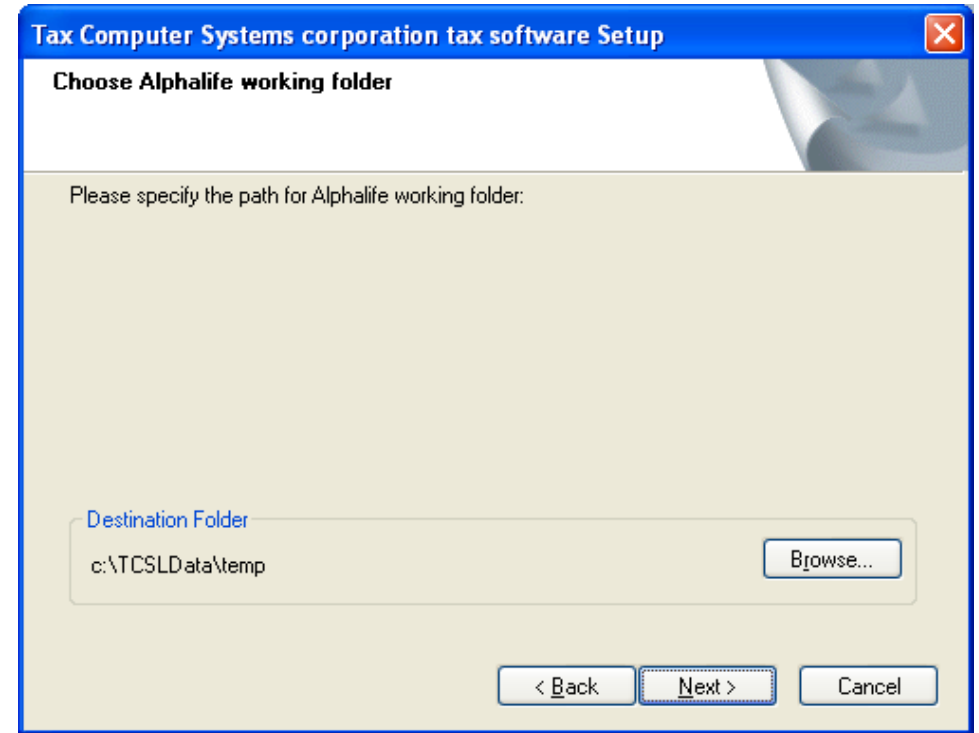 Tax Computer Systems corporation tax software Setup
Choose Alphalife working folder
Please specify the path for Alphalife working folder:
Destination Folder
c:\TCSLData\temp
Browse...
< Back Next > Cancel